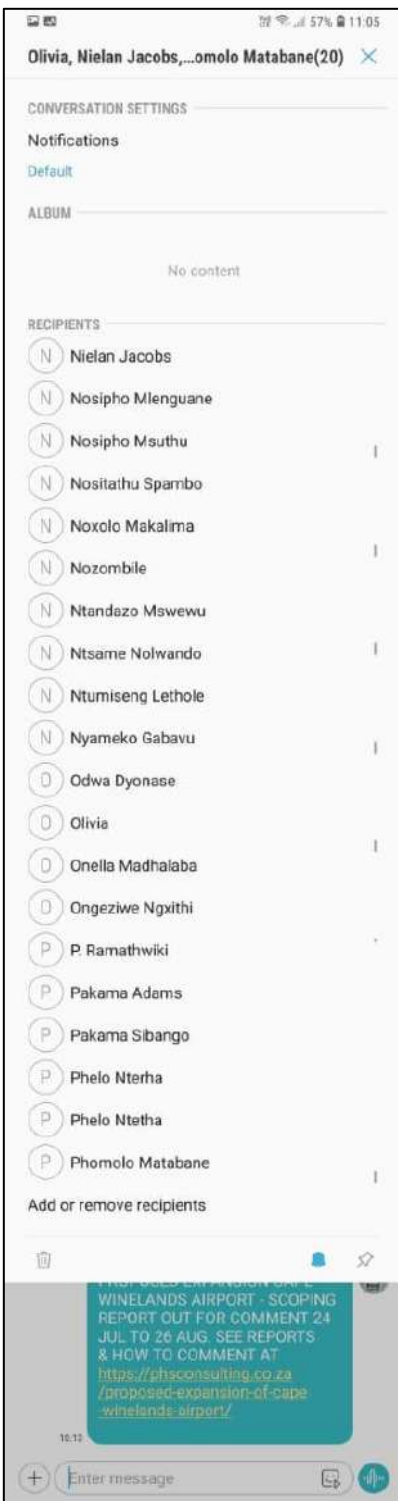 57% 11:05
Olivia, Nielan Jacobs,...omolo Matabane(20)
CONVERSATION SETTINGS
Notifications
Default
ALBUM
No content
RECIPIENTS
N Nielan Jacobs
N Nosipho Mlenguane
N Nosipho Msuthu
N Nositathu Spambo
N Noxolo Makalima
N Nozombile
N Ntandazo Mswewu
N Ntsame Nolwando
N Ntumiseng Lethole
N Nyameko Gabavu
O Odwa Dyonase
O Olivia
O Onella Madhalaba
O Ongeziwe Ngxithi
P P. Ramathwiki
P Pakama Adams
P Pakama Sibango
P Phelo Nterha
P Phelo Ntetha
P Phomolo Matabane
Add or remove recipients
PROPOSED EXPANSION CAPE
WINELANDS AIRPORT - SCOPING
REPORT OUT FOR COMMENT 24
JUL TO 26 AUG. SEE REPORTS
& HOW TO COMMENT AT
https://phsconsulting.co.za
/proposed-expansion-of-cape
-winelands-airport/
10:12
Enter message